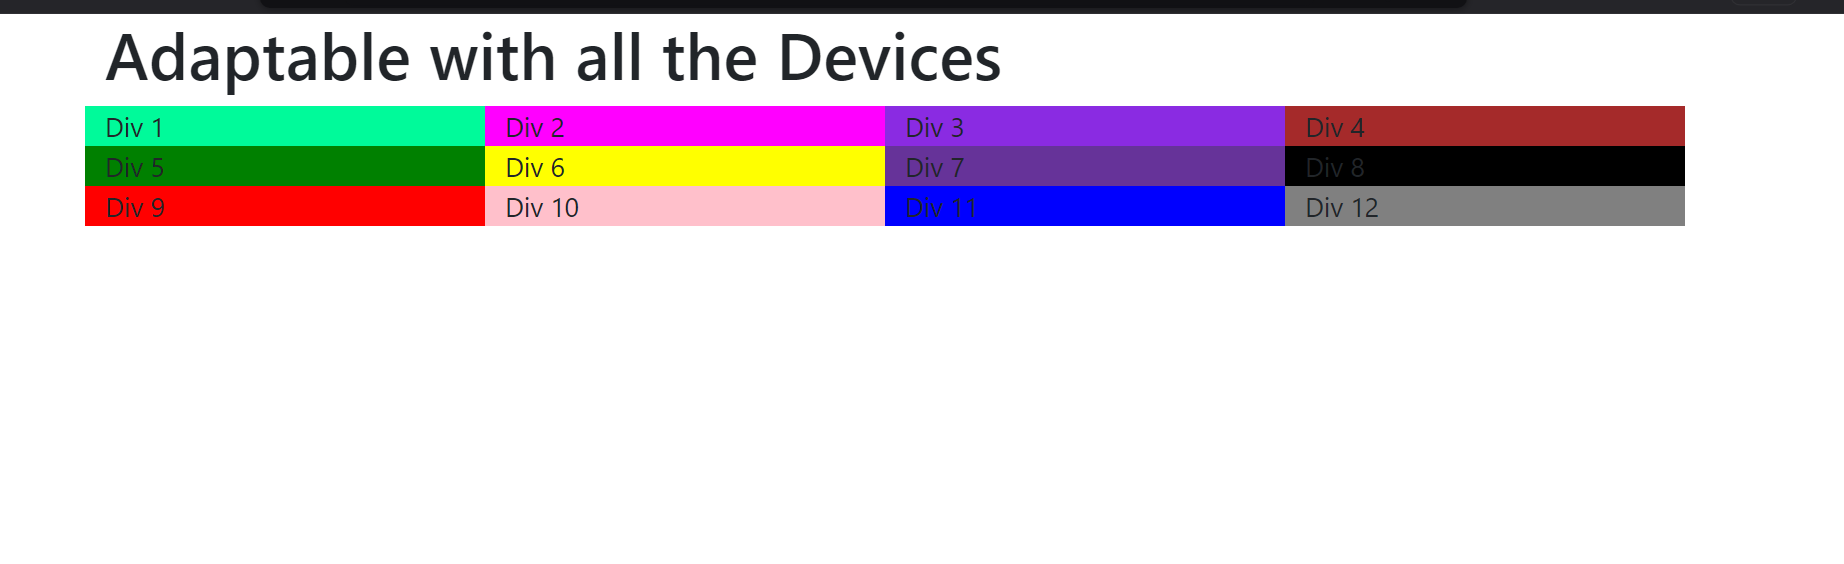 Adaptable with all the Devices
Div 1 Div 2 Div 3 Div 4
Div 5 Div 6 Div 7 Div 8
Div 9 Div 10 Div 11 Div 12